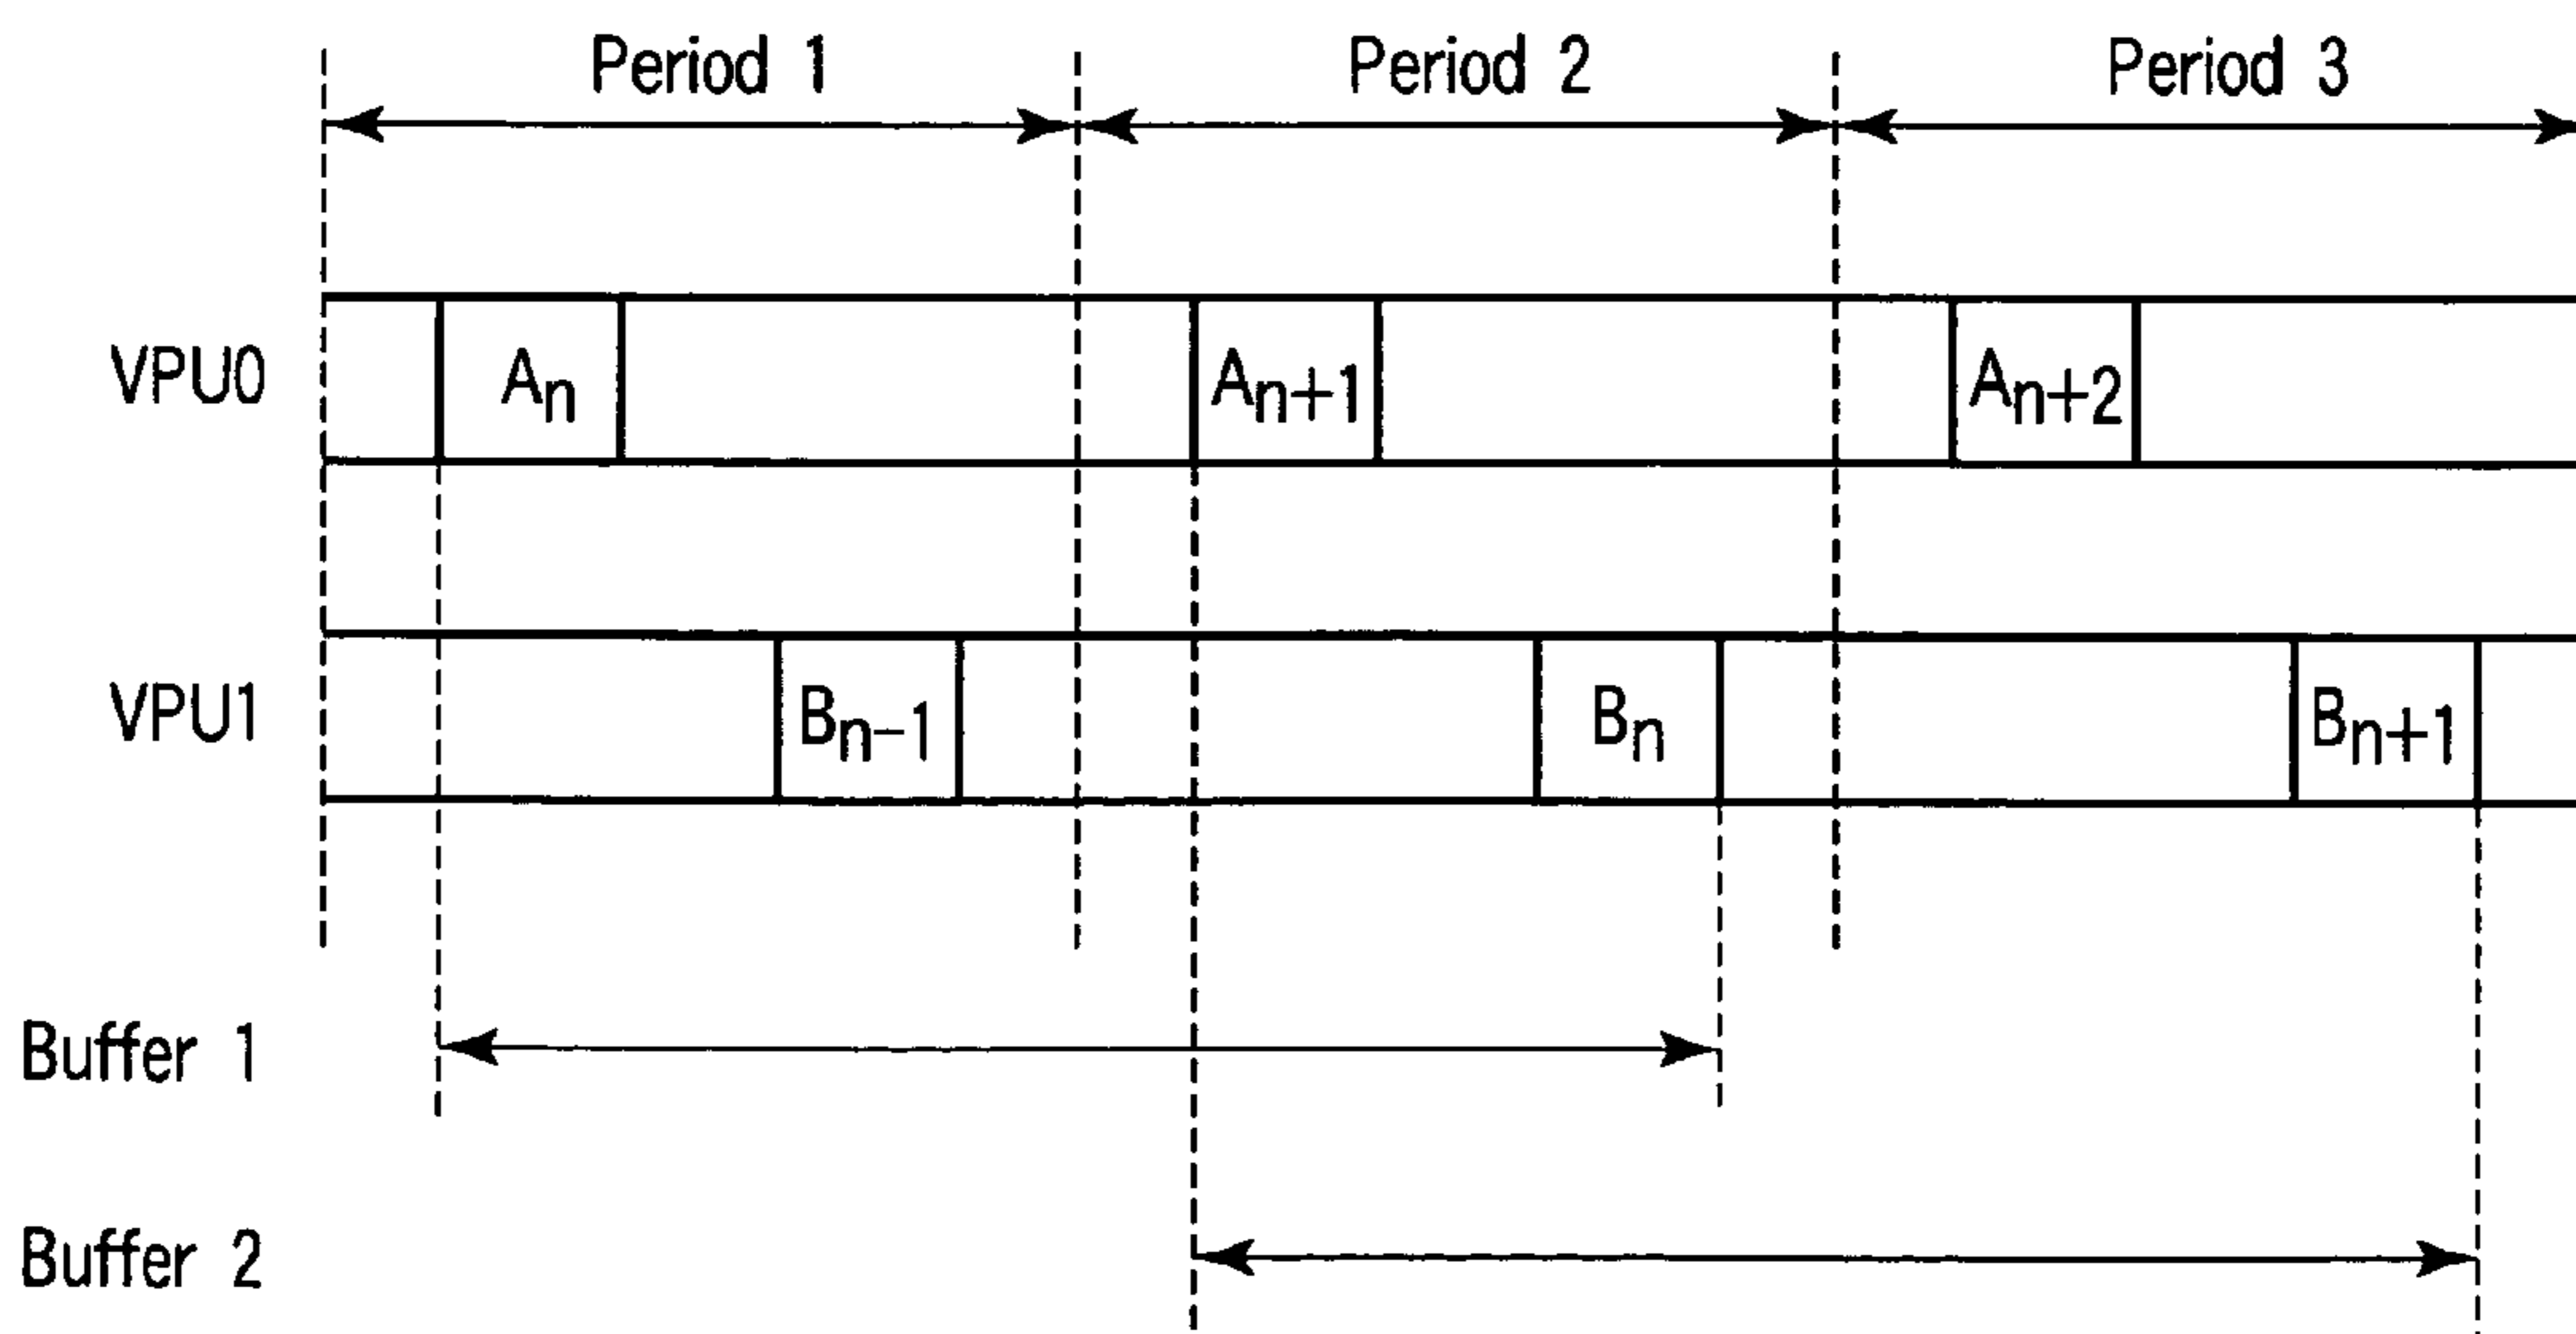 Period 1 Period 2 Period 3
VPU0 An An+1 An+2
VPU1 Bn-1 Bn Bn+1
Buffer 1
Buffer 2